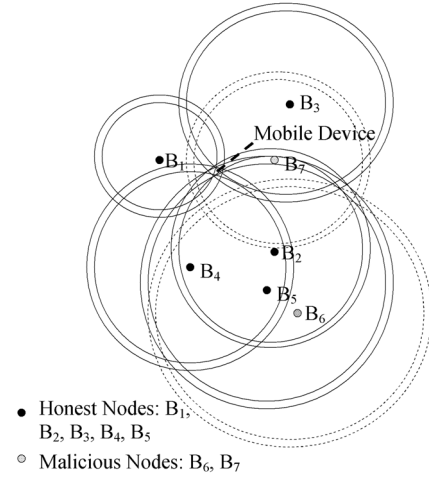 B3
Mobile Device
B1
B7
B2
B4
B5
B6
Honest Nodes: B1,
B2, B3, B4, B5
Malicious Nodes: B6, B7